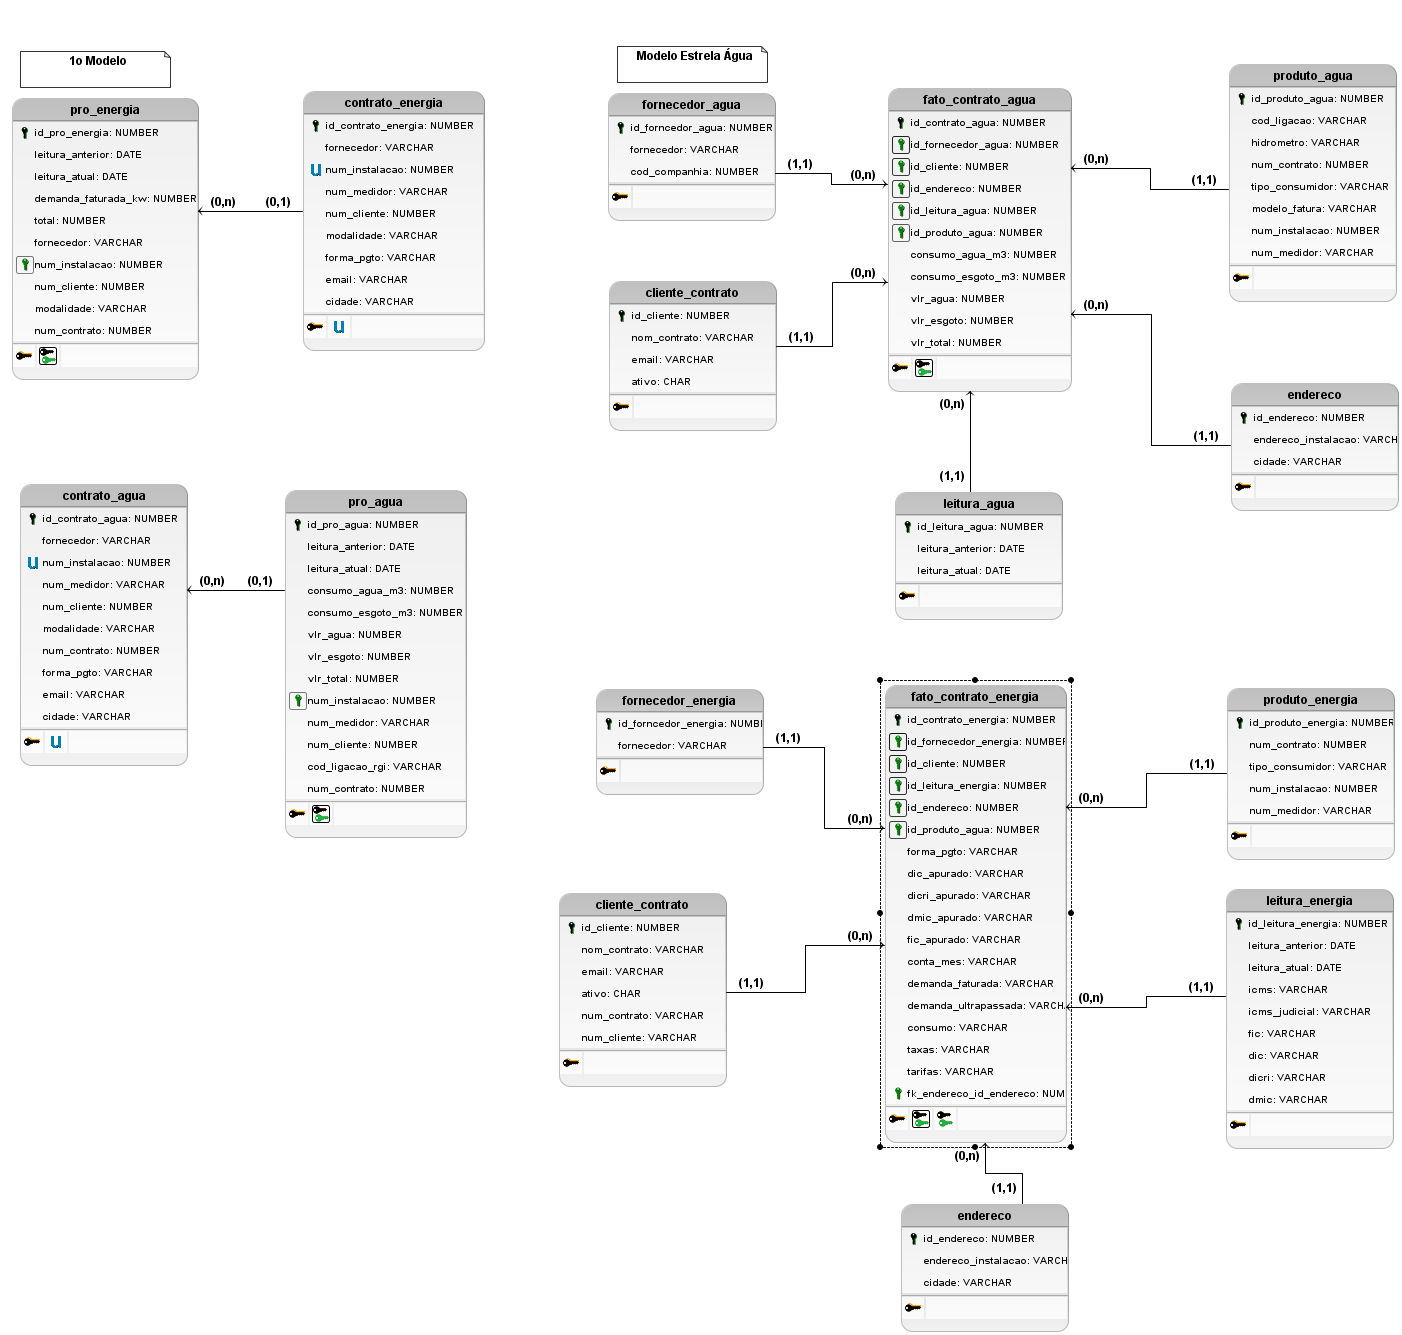 1o Modelo
pro_energia
id_pro_energia: NUMBER
leitura_anterior: DATE
leitura_atual: DATE
demanda_faturada_kw: NUMBER
total: NUMBER
fornecedor: VARCHAR
num_instalacao: NUMBER
num_cliente: NUMBER
modalidade: VARCHAR
num_contrato: NUMBER
(0,n)
(0,1)
contrato_energia
id_contrato_energia: NUMBER
fornecedor: VARCHAR
u num_instalacao: NUMBER
num_medidor: VARCHAR
num_cliente: NUMBER
modalidade: VARCHAR
forma_pgto: VARCHAR
email: VARCHAR
cidade: VARCHAR
u
contrato_agua
id_contrato_agua: NUMBER
fornecedor: VARCHAR
u num_instalacao: NUMBER
num_medidor: VARCHAR
num_cliente: NUMBER
modalidade: VARCHAR
num_contrato: NUMBER
forma_pgto: VARCHAR
email: VARCHAR
cidade: VARCHAR
u
(0,n)
(0,1)
pro_agua
id_pro_agua: NUMBER
leitura_anterior: DATE
leitura_atual: DATE
consumo_agua_m3: NUMBER
consumo_esgoto_m3: NUMBER
vlr_agua: NUMBER
vlr_esgoto: NUMBER
vlr_total: NUMBER
num_instalacao: NUMBER
num_medidor: VARCHAR
num_cliente: NUMBER
cod_ligacao_rgi: VARCHAR
num_contrato: NUMBER
Modelo Estrela Água
fornecedor_agua
id_forncedor_agua: NUMBER
fornecedor: VARCHAR
cod_companhia: NUMBER
(1,1)
(0,n)
cliente_contrato
id_cliente: NUMBER
nom_contrato: VARCHAR
email: VARCHAR
ativo: CHAR
(1,1)
(0,n)
fato_contrato_agua
id_contrato_agua: NUMBER
id_fornecedor_agua: NUMBER
id_cliente: NUMBER
id_endereco: NUMBER
id_leitura_agua: NUMBER
id_produto_agua: NUMBER
consumo_agua_m3: NUMBER
consumo_esgoto_m3: NUMBER
vlr_agua: NUMBER
vlr_esgoto: NUMBER
vlr_total: NUMBER
(0,n)
(1,1)
produto_agua
id_produto_agua: NUMBER
cod_ligacao: VARCHAR
hidrometro: VARCHAR
num_contrato: NUMBER
tipo_consumidor: VARCHAR
modelo_fatura: VARCHAR
num_instalacao: NUMBER
num_medidor: VARCHAR
(0,n)
(1,1)
endereco
id_endereco: NUMBER
endereco_instalacao: VARCH
cidade: VARCHAR
(0,n)
(1,1)
leitura_agua
id_leitura_agua: NUMBER
leitura_anterior: DATE
leitura_atual: DATE
fornecedor_energia
id_forncedor_energia: NUMB
fornecedor: VARCHAR
(1,1)
(0,n)
cliente_contrato
id_cliente: NUMBER
nom_contrato: VARCHAR
email: VARCHAR
ativo: CHAR
num_contrato: VARCHAR
num_cliente: VARCHAR
(1,1)
(0,n)
fato_contrato_energia
id_contrato_energia: NUMBER
id_fornecedor_energia: NUMBER
id_cliente: NUMBER
id_leitura_energia: NUMBER
id_endereco: NUMBER
id_produto_agua: NUMBER
forma_pgto: VARCHAR
dic_apurado: VARCHAR
dicri_apurado: VARCHAR
dmic_apurado: VARCHAR
fic_apurado: VARCHAR
conta_mes: VARCHAR
demanda_faturada: VARCHAR
demanda_ultrapassada: VARCH
consumo: VARCHAR
taxas: VARCHAR
tarifas: VARCHAR
fk_endereco_id_endereco: NUM
(0,n)
(1,1)
produto_energia
id_produto_energia: NUMBER
num_contrato: NUMBER
tipo_consumidor: VARCHAR
num_instalacao: NUMBER
num_medidor: VARCHAR
(0,n)
(1,1)
leitura_energia
id_leitura_energia: NUMBER
leitura_anterior: DATE
leitura_atual: DATE
icms: VARCHAR
icms_judicial: VARCHAR
fic: VARCHAR
dic: VARCHAR
dicri: VARCHAR
dmic: VARCHAR
(0,n)
(1,1)
endereco
id_endereco: NUMBER
endereco_instalacao: VARCH
cidade: VARCHAR